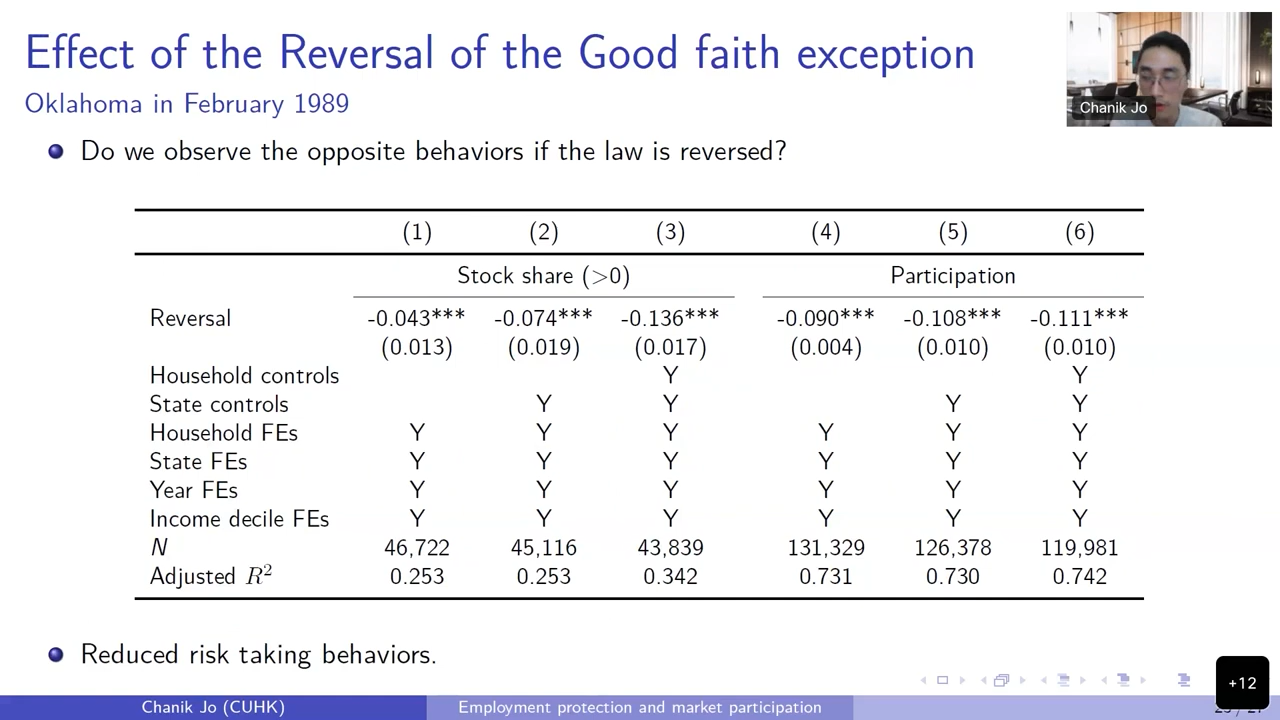 Effect of the Reversal of the Good faith exception
Oklahoma in February 1989
Chanik Jo
Do we observe the opposite behaviors if the law is reversed?
(1) (2) (3) (4) (5) (6)
Stock share (>0) Participation
Reversal -0.043*** -0.074*** -0.136*** -0.090*** -0.108*** -0.111***
(0.013) (0.019) (0.017) (0.004) (0.010) (0.010)
Household controls Y Y
State controls Y Y Y Y
Household FEs Y Y Y Y Y Y
State FEs Y Y Y Y Y Y
Year FEs Y Y Y Y Y Y
Income decile FEs Y Y Y Y Y Y
N 46,722 45,116 43,839 131,329 126,378 119,981
Adjusted R² 0.253 0.253 0.342 0.731 0.730 0.742
Reduced risk taking behaviors.
+12
Chanik Jo (CUHK) Employment protection and market participation